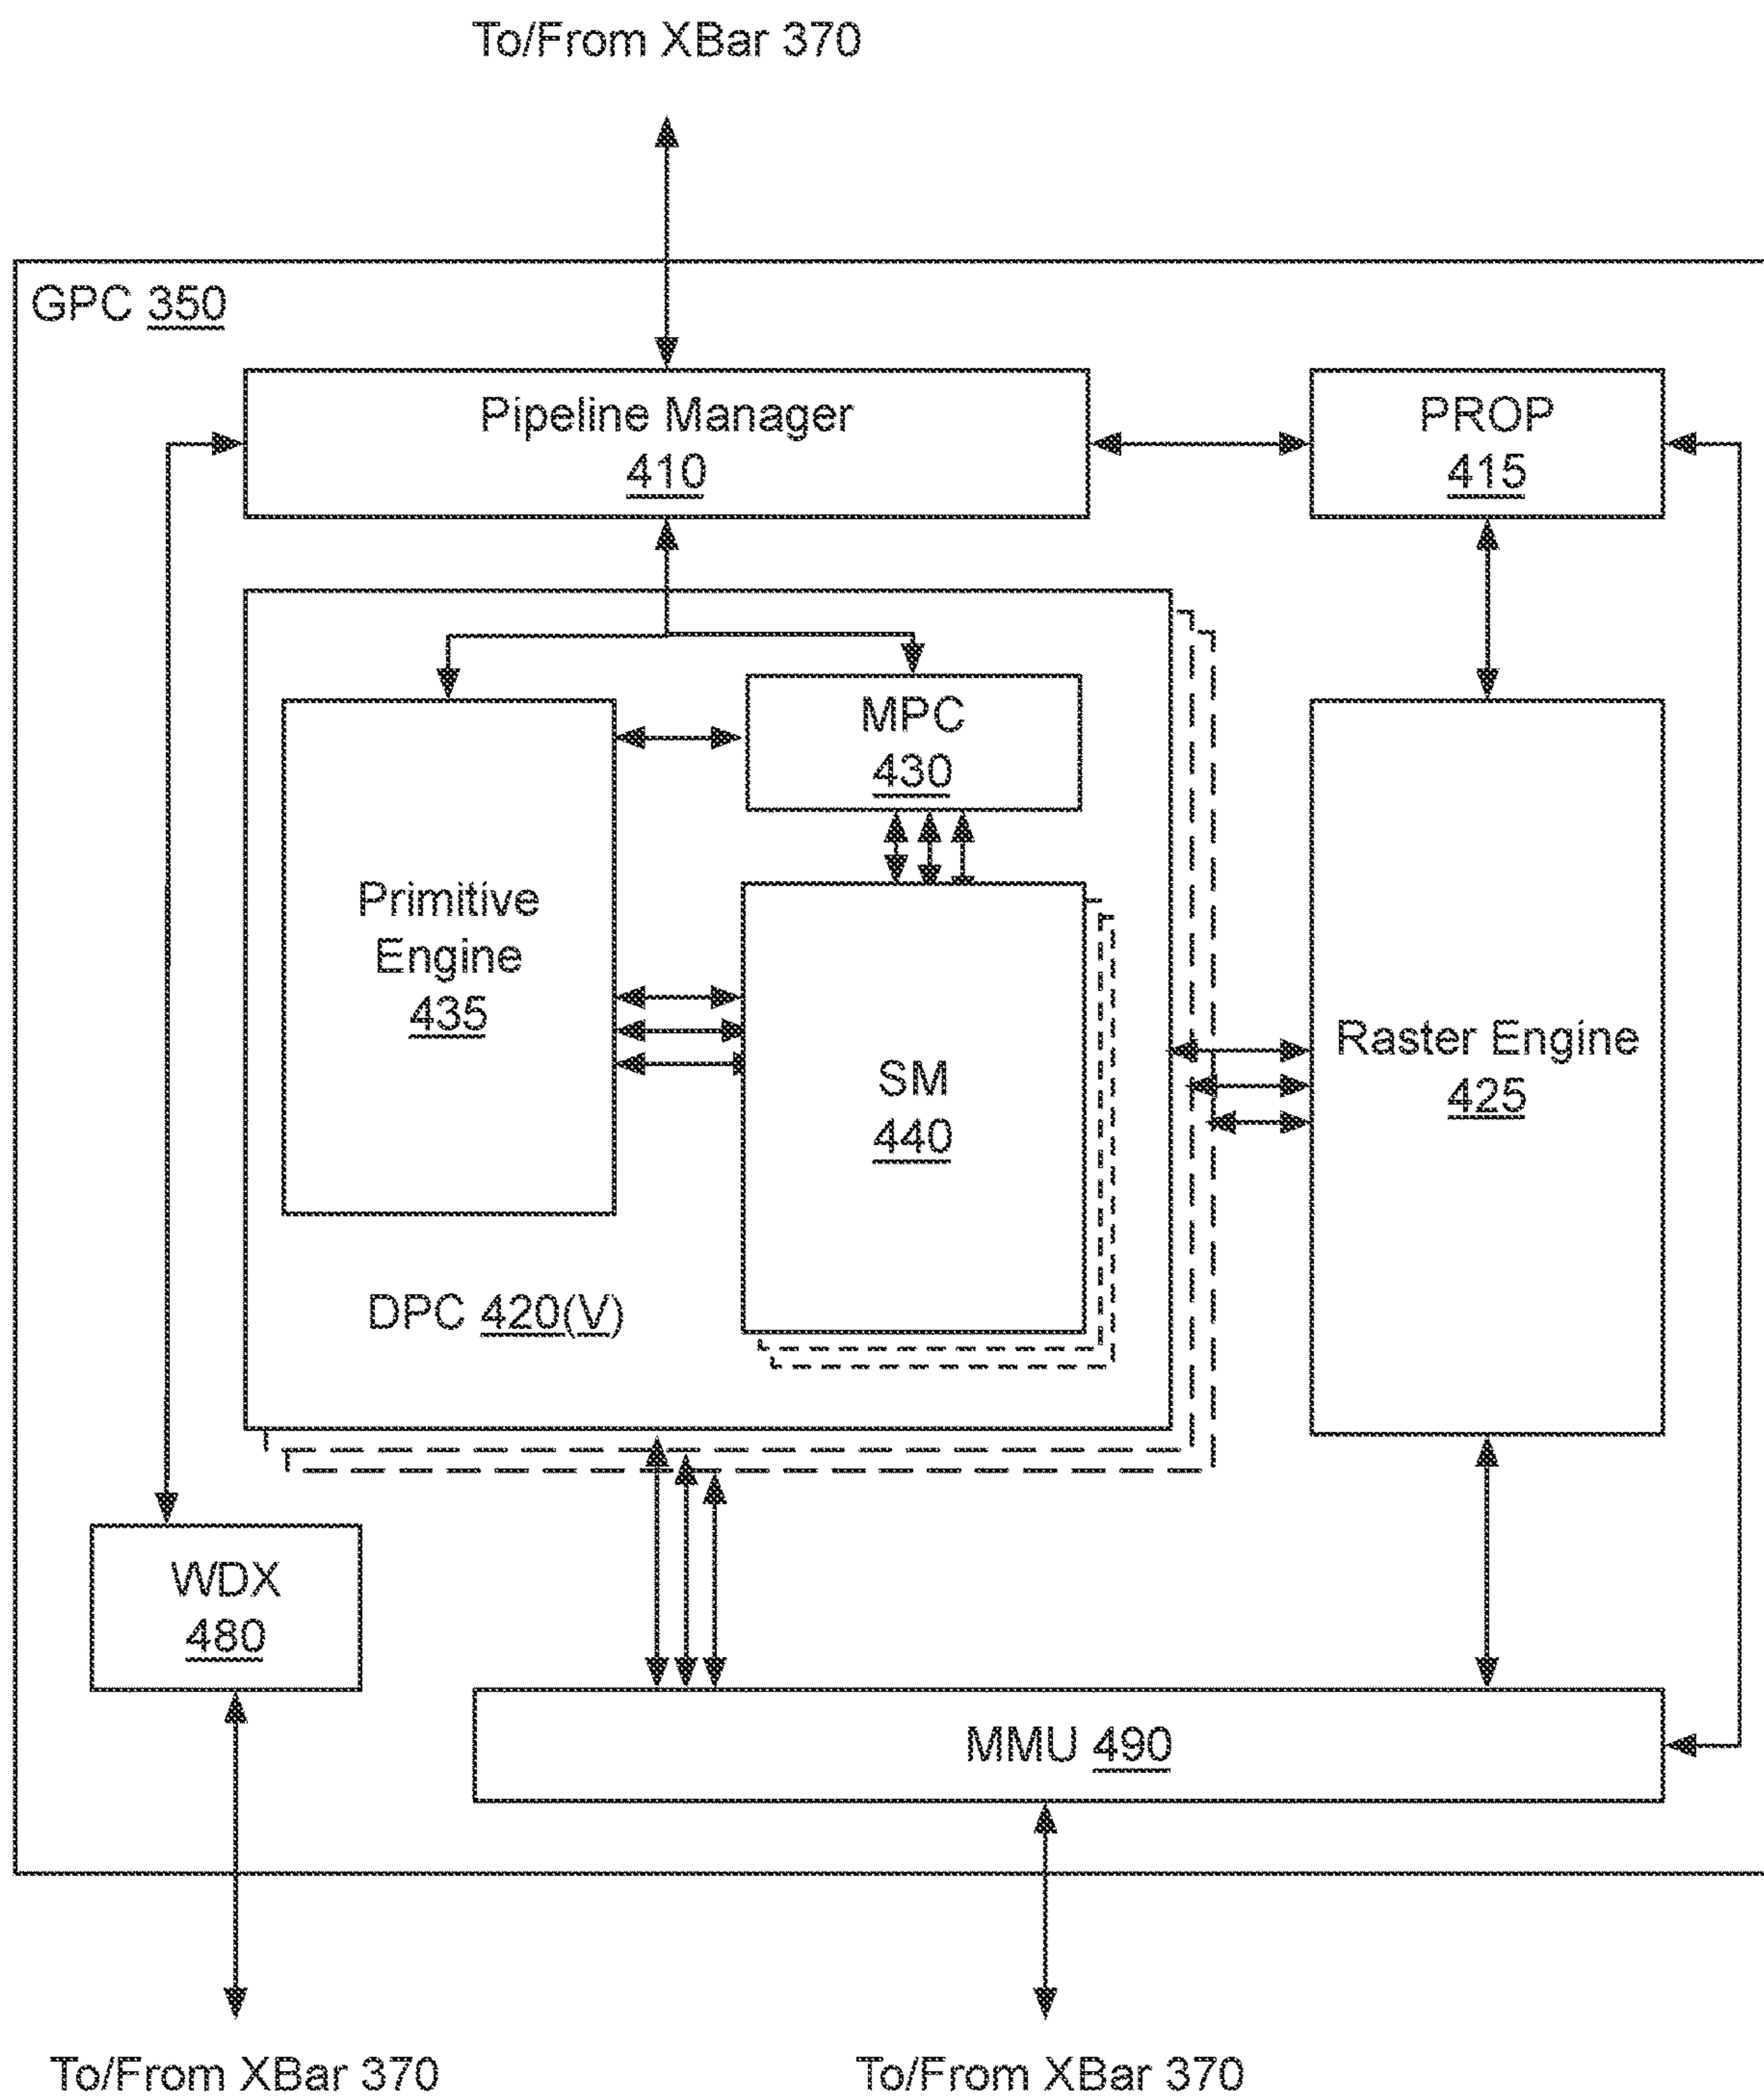 To/From XBar 370
GPC 350
Pipeline Manager
410
PROP
415
MPC
430
Primitive
Engine
435
SM
440
Raster Engine
425
DPC 420(V)
WDX
480
MMU 490
To/From XBar 370
To/From XBar 370